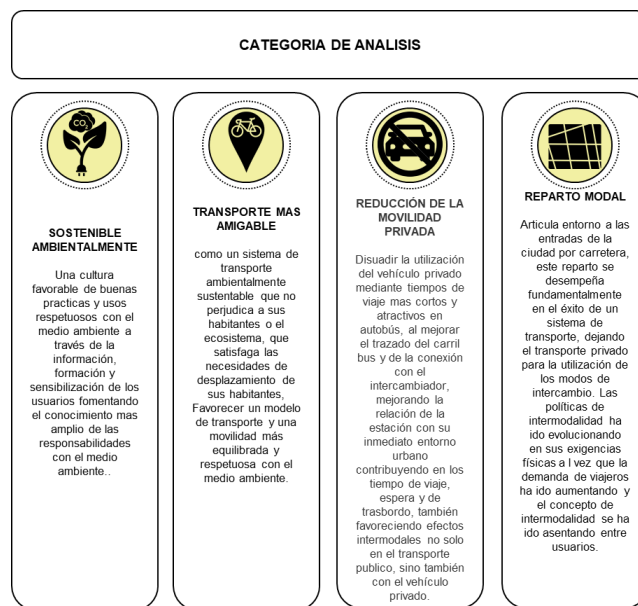 CATEGORIA DE ANALISIS
CO2
SOSTENIBLE
AMBIENTALMENTE
Una cultura
favorable de buenas
practicas y usos
respetuosos con el
medio ambiente a
través de la
información,
formación y
sensibilización de los
usuarios fomentando
el conocimiento mas
amplio de las
responsabilidades
con el medio
ambiente..
TRANSPORTE MAS
AMIGABLE
como un sistema de
transporte
ambientalmente
sustentable que no
perjudica a sus
habitantes o el
ecosistema, que
satisfaga las
necesidades de
desplazamiento de
sus habitantes,
Favorecer un modelo
de transporte y una
movilidad más
equilibrada y
respetuosa con el
medio ambiente.
REDUCCIÓN DE LA
MOVILIDAD
PRIVADA
Disuadir la utilización
del vehículo privado
mediante tiempos de
viaje mas cortos y
atractivos en
autobús, al mejorar
el trazado del carril
bus y de la conexión
con el
intercambiador,
mejorando la
relación de la
estación con su
inmediato entorno
urbano
contribuyendo en los
tiempo de viaje,
espera y de
trasbordo, también
favoreciendo efectos
intermodales no solo
en el transporte
publico, sino también
con el vehículo
privado.
REPARTO MODAL
Articula entorno a las
entradas de la
ciudad por carretera,
este reparto se
desempeña
fundamentalmente
en el éxito de un
sistema de
transporte, dejando
el transporte privado
para la utilización de
los modos de
intercambio. Las
políticas de
intermodalidad ha
ido evolucionando
en sus exigencias
físicas a l vez que la
demanda de viajeros
ha ido aumentando y
el concepto de
intermodalidad se ha
ido asentando entre
usuarios.